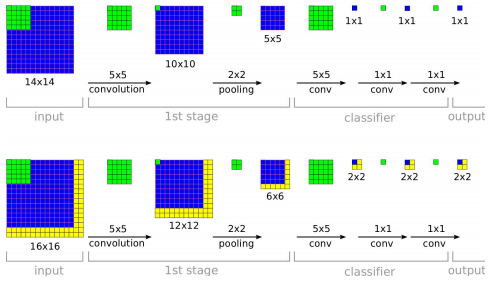 1x1 1x1 1x1
5x5
10x10
14x14
5x5 2x2 5x5 1x1 1x1
convolution pooling conv conv conv
input 1st stage classifier output
2x2 2x2 2x2
6x6
12x12
16x16
5x5 2x2 5x5 1x1 1x1
convolution pooling conv conv conv
input 1st stage classifier output